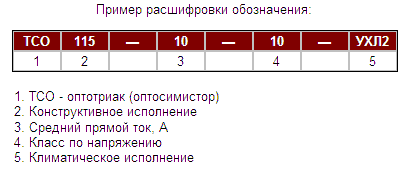 Пример расшифровки обозначения:
ТСО 115 — 10 — 10 — УХЛ2
1 2 3 4 5
1. ТСО - оптотриак (оптосимистор)
2. Конструктивное исполнение
3. Средний прямой ток, А
4. Класс по напряжению
5. Климатическое исполнение